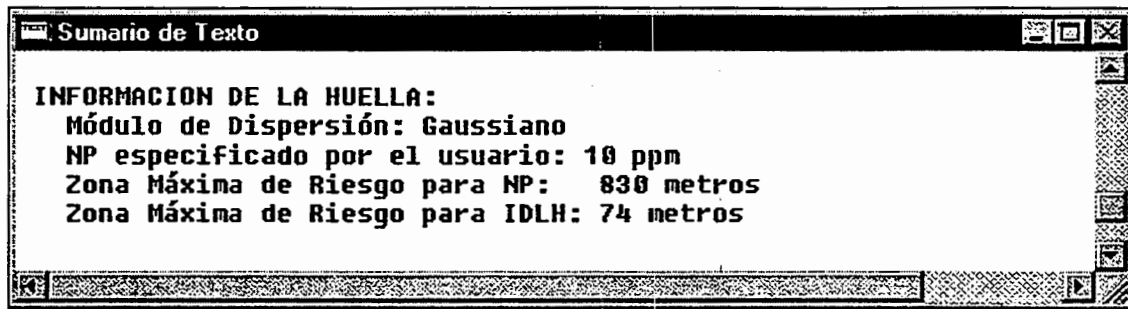 Sumario de Texto
INFORMACION DE LA HUELLA:
Módulo de Dispersión: Gaussiano
NP especificado por el usuario: 10 ppm
Zona Máxima de Riesgo para NP: 830 metros
Zona Máxima de Riesgo para IDLH: 74 metros